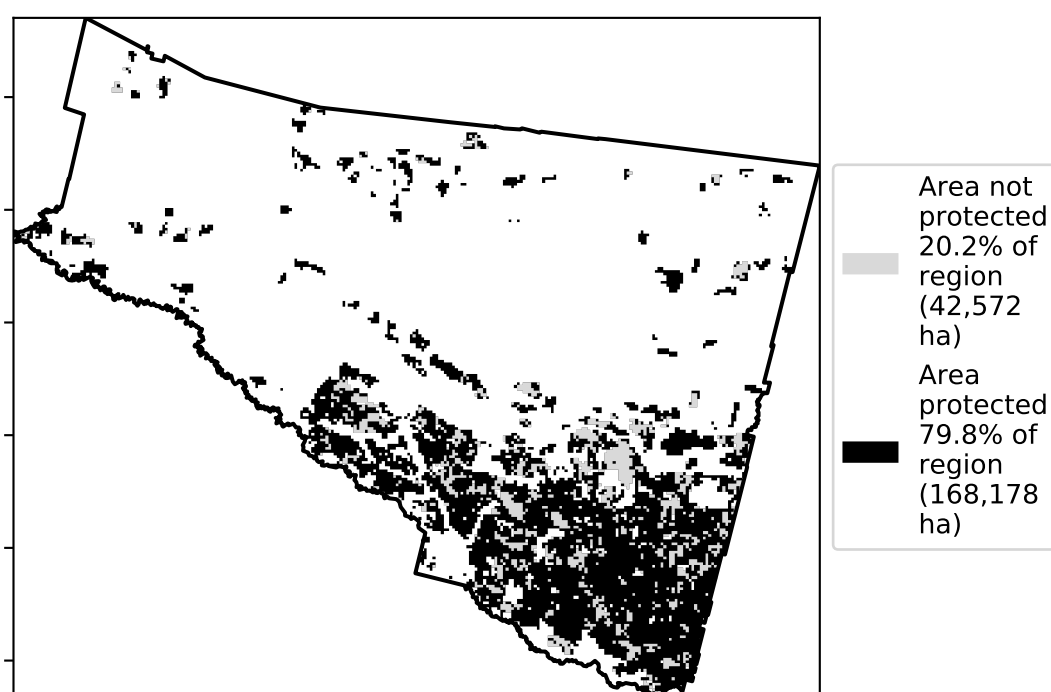 Area not
protected
20.2% of
region
(42,572
ha)
Area
protected
79.8% of
region
(168,178
ha)